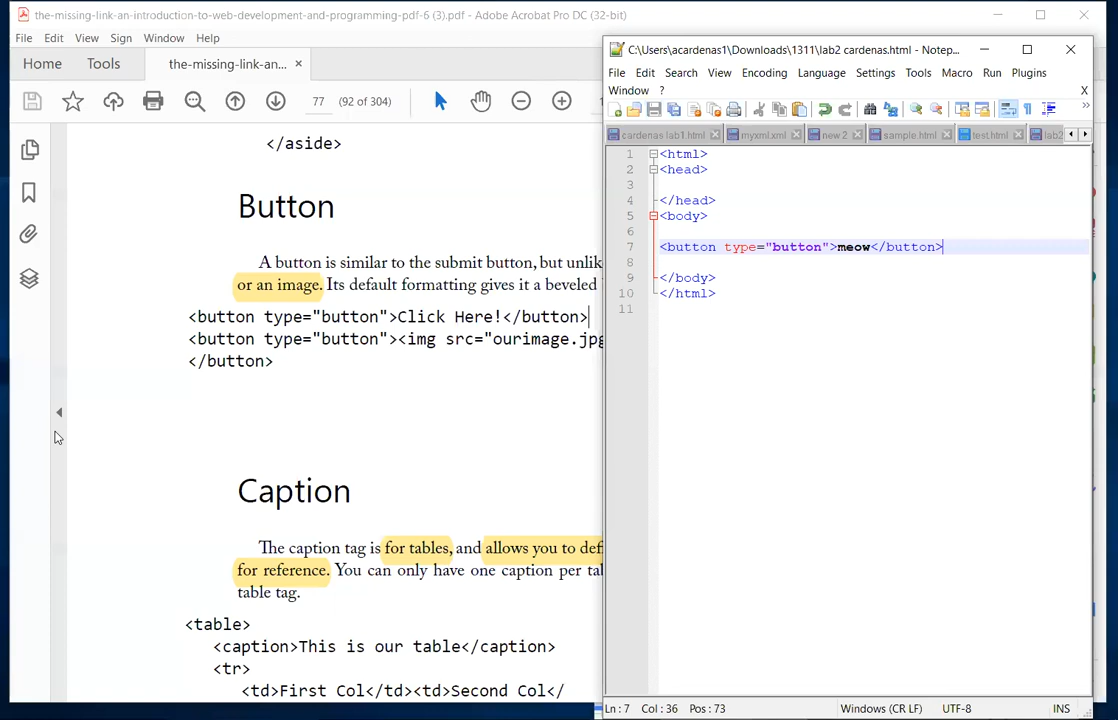 the-missing-link-an-introduction-to-web-development-and-programming-pdf-6 (3).pdf - Adobe Acrobat Pro DC (32-bit)
File Edit View Sign Window Help
Home Tools the-missing-link-an-... ×
77 (92 of 304)
</aside>
Button
A button is similar to the submit button, but unlik
or an image. Its default formatting gives it a beveled
<button type="button">Click Here!</button>
<button type="button"><img src="ourimage.jpg
</button>
Caption
The caption tag is for tables, and allows you to defi
for reference. You can only have one caption per tab
table tag.
<table>
<caption>This is our table</caption>
<tr>
<td>First Col</td><td>Second Col</
C:\Users\acardenas1\Downloads\1311\lab2 cardenas.html - Notep...
File Edit Search View Encoding Language Settings Tools Macro Run Plugins
Window ? X
cardenas lab1.html myxml.xml new 2 sample.html test.html lab2
1 <html>
2 <head>
3
4 </head>
5 <body>
6
7 <button type="button">meow</button>
8
9 </body>
10 </html>
11
Ln : 7 Col : 36 Pos : 73 Windows (CR LF) UTF-8 INS